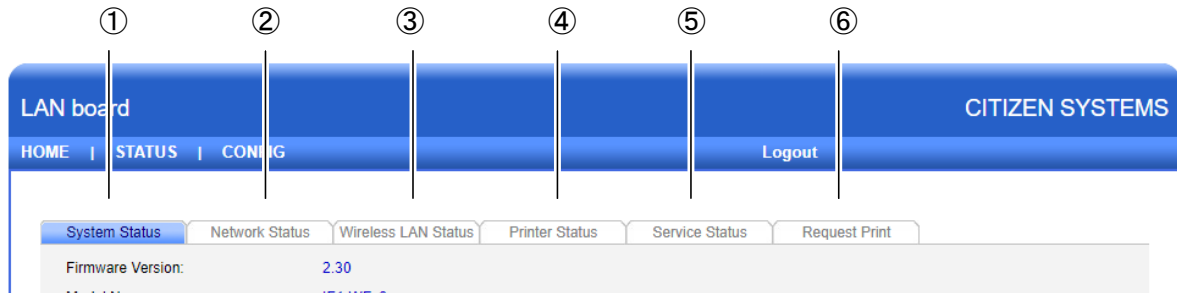 ① ② ③ ④ ⑤ ⑥
LAN board CITIZEN SYSTEMS
HOME | STATUS | CONFIG Logout
System Status Network Status Wireless LAN Status Printer Status Service Status Request Print
Firmware Version: 2.30